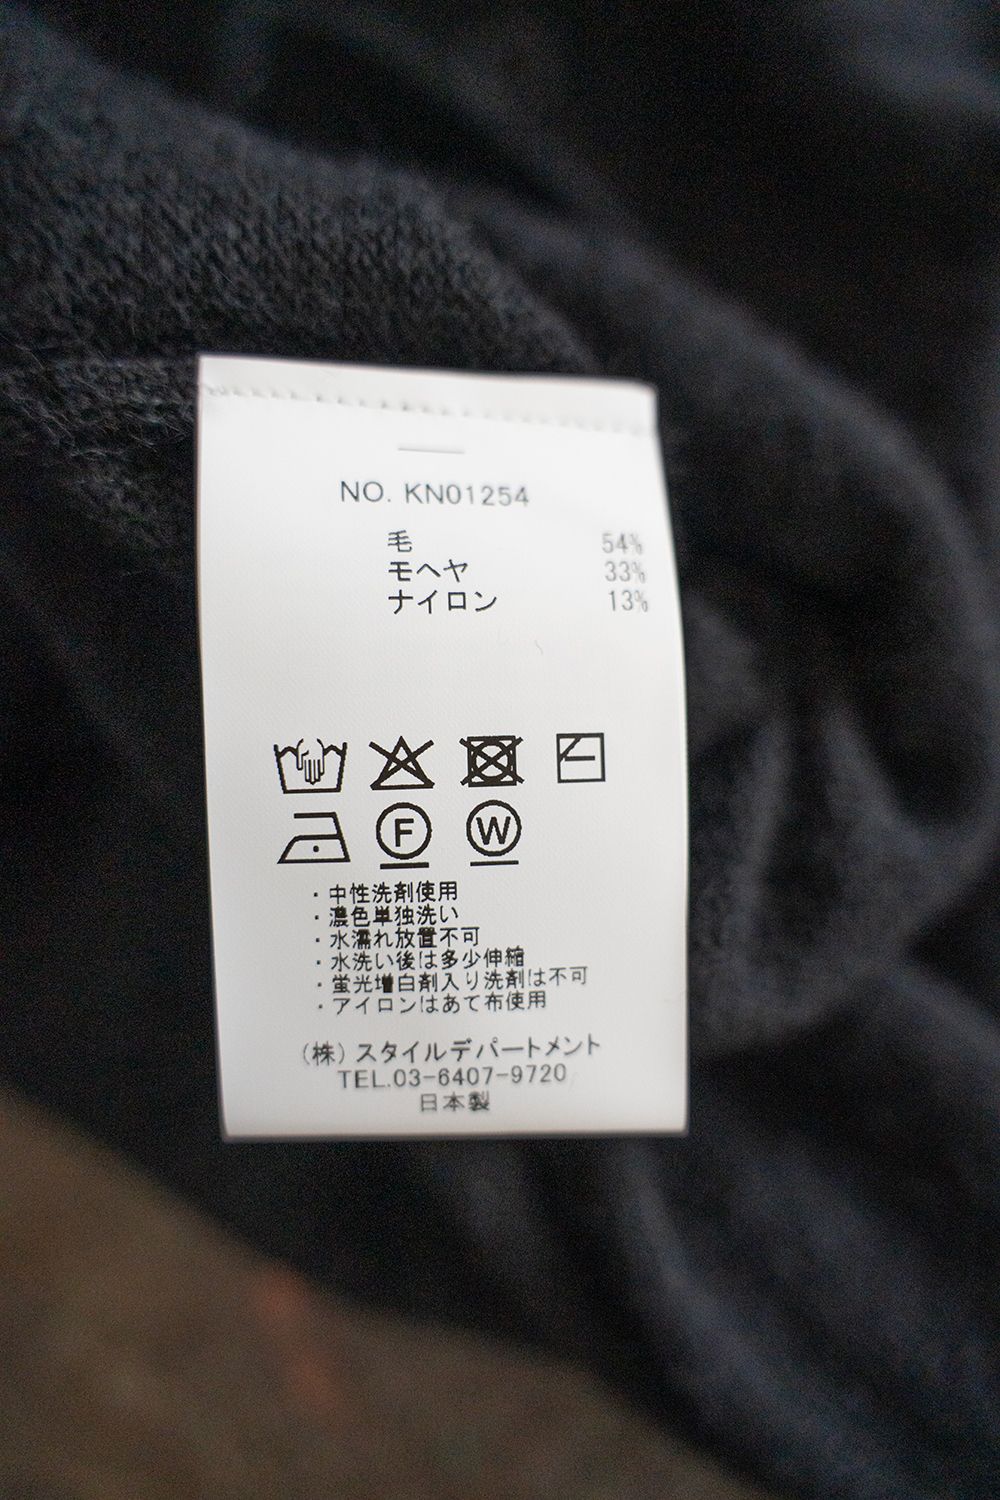 NO. KN01254
毛 54%
モヘヤ 33%
ナイロン 13%
F W
・中性洗剤使用
・濃色単独洗い
・水濡れ放置不可
・水洗い後は多少伸縮
・蛍光増白剤入り洗剤は不可
・アイロンはあて布使用
(株)スタイルデパートメント
TEL.03-6407-9720
日本製